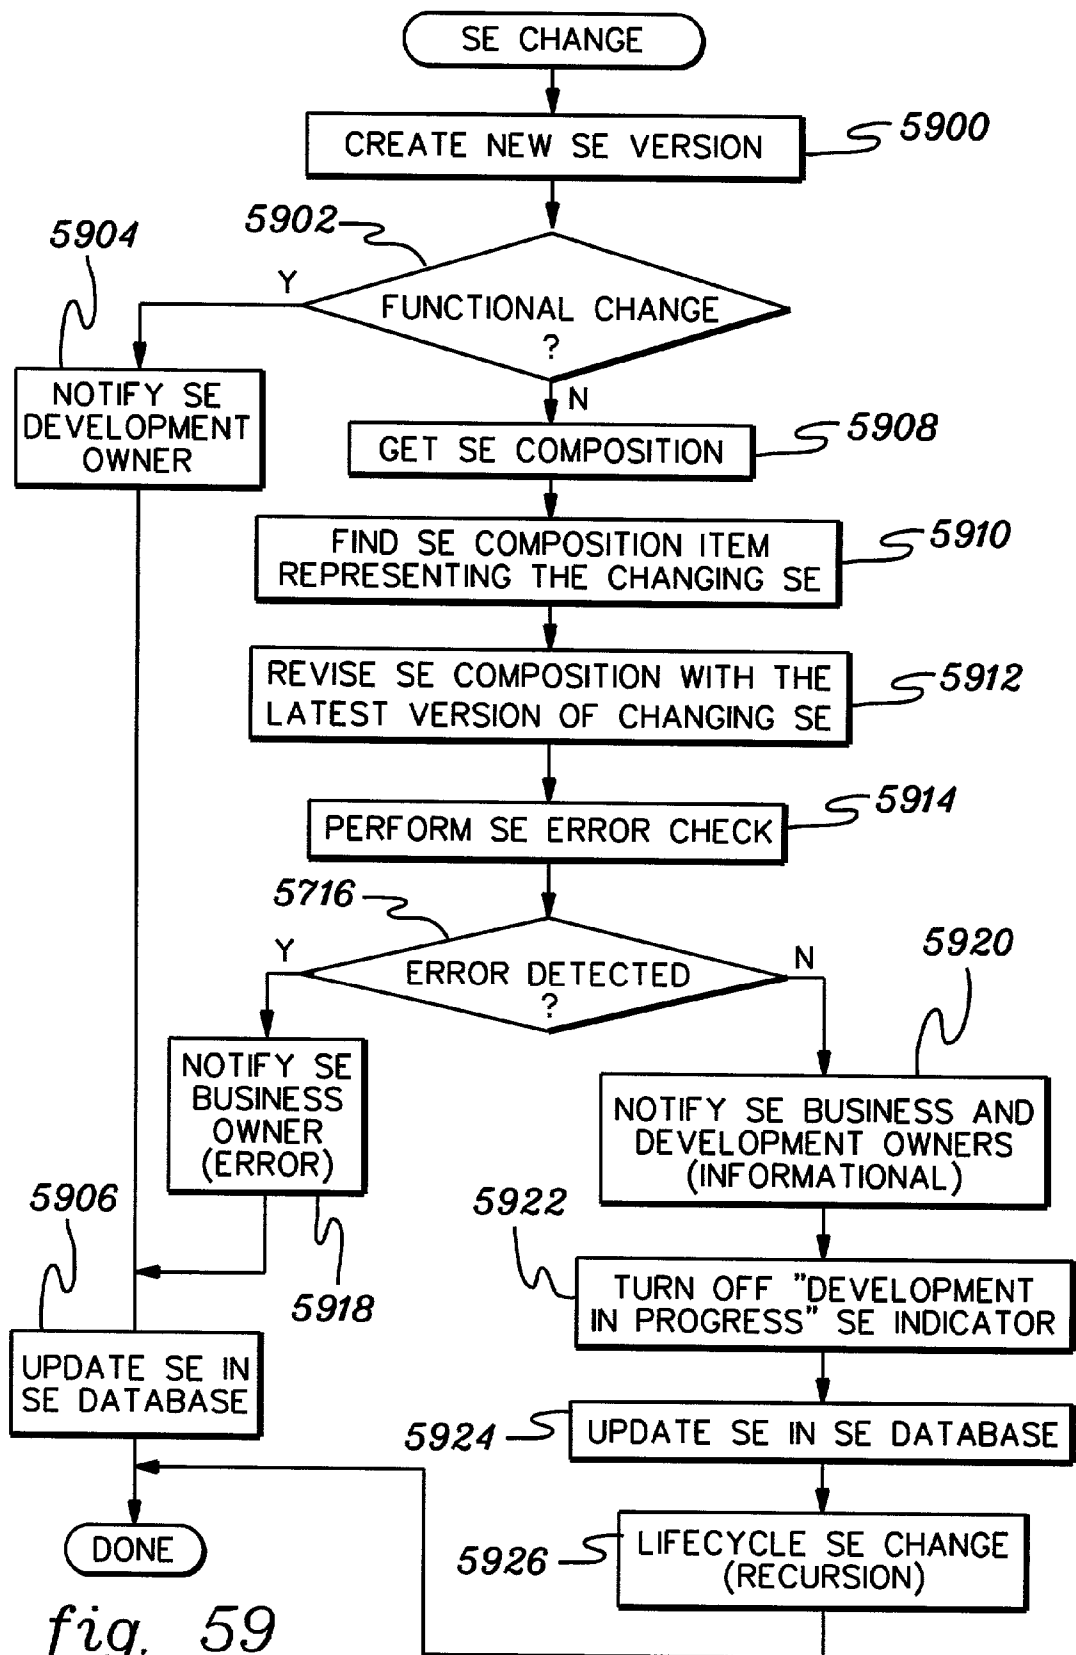 SE CHANGE
CREATE NEW SE VERSION
5900
5902
5904
Y
FUNCTIONAL CHANGE
?
N
NOTIFY SE
DEVELOPMENT
OWNER
GET SE COMPOSITION
5908
FIND SE COMPOSITION ITEM
REPRESENTING THE CHANGING SE
5910
REVISE SE COMPOSITION WITH THE
LATEST VERSION OF CHANGING SE
5912
PERFORM SE ERROR CHECK
5914
5716
Y
ERROR DETECTED
?
N
5920
NOTIFY SE
BUSINESS
OWNER
(ERROR)
5918
NOTIFY SE BUSINESS AND
DEVELOPMENT OWNERS
(INFORMATIONAL)
5906
5922
TURN OFF "DEVELOPMENT
IN PROGRESS" SE INDICATOR
UPDATE SE IN
SE DATABASE
5924
UPDATE SE IN SE DATABASE
DONE
5926
LIFECYCLE SE CHANGE
(RECURSION)
fig. 59